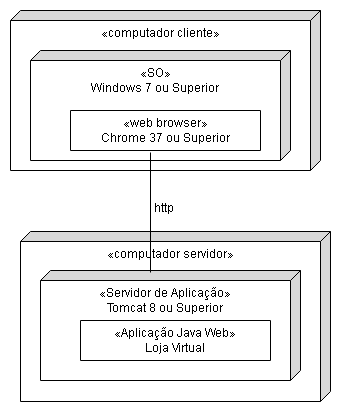 «computador cliente»
«SO»
Windows 7 ou Superior
«web browser»
Chrome 37 ou Superior
http
«computador servidor»
«Servidor de Aplicação»
Tomcat 8 ou Superior
«Aplicação Java Web»
Loja Virtual